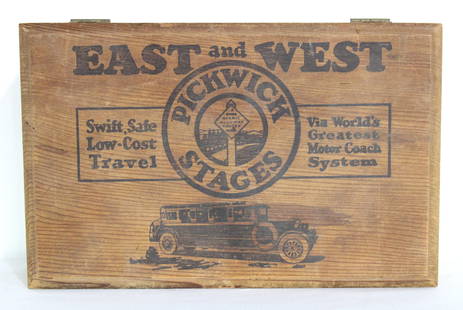 EAST and WEST
PICKWICK
STAGES
Swift, Safe
Low-Cost
Travel
Via World's
Greatest
Motor Coach
System